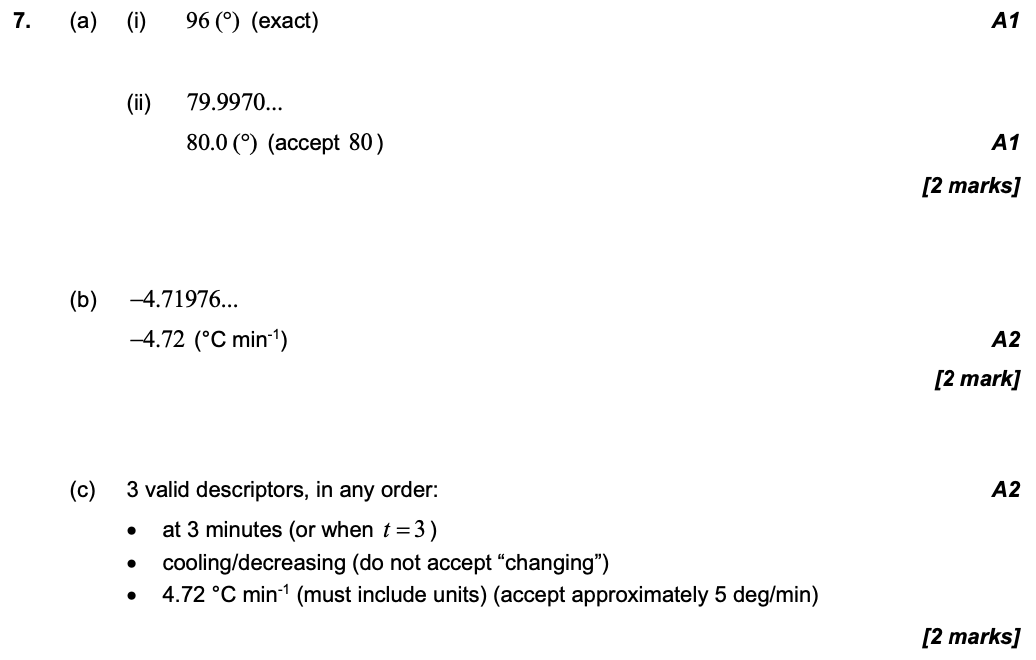 7. (a) (i) 96 (°) (exact) A1
(ii) 79.9970...
80.0 (°) (accept 80) A1
[2 marks]
(b) –4.71976...
–4.72 (°C min⁻¹) A2
[2 mark]
(c) 3 valid descriptors, in any order: A2
• at 3 minutes (or when t = 3)
• cooling/decreasing (do not accept “changing”)
• 4.72 °C min⁻¹ (must include units) (accept approximately 5 deg/min)
[2 marks]